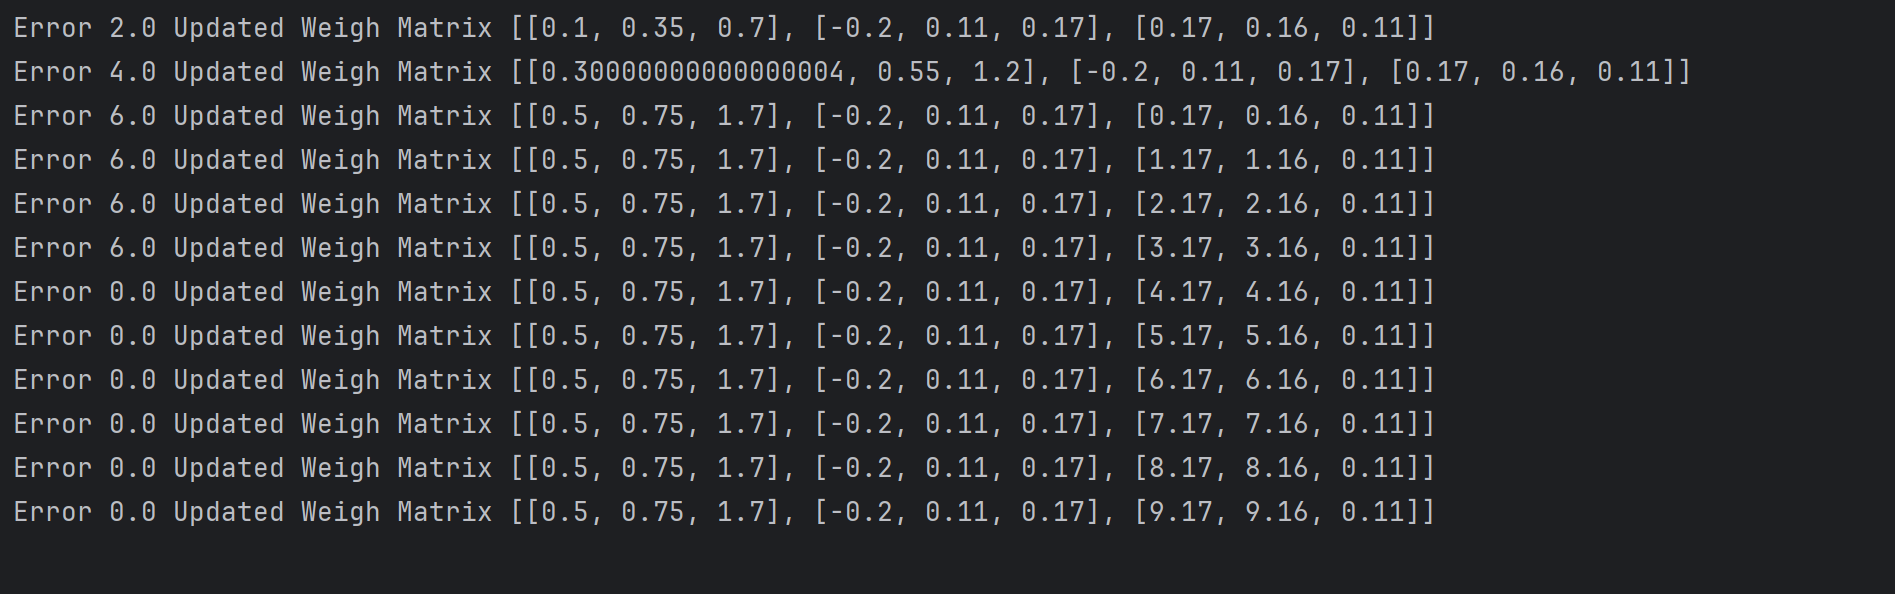 Error 2.0 Updated Weigh Matrix [[0.1, 0.35, 0.7], [-0.2, 0.11, 0.17], [0.17, 0.16, 0.11]]
Error 4.0 Updated Weigh Matrix [[0.30000000000000004, 0.55, 1.2], [-0.2, 0.11, 0.17], [0.17, 0.16, 0.11]]
Error 6.0 Updated Weigh Matrix [[0.5, 0.75, 1.7], [-0.2, 0.11, 0.17], [0.17, 0.16, 0.11]]
Error 6.0 Updated Weigh Matrix [[0.5, 0.75, 1.7], [-0.2, 0.11, 0.17], [1.17, 1.16, 0.11]]
Error 6.0 Updated Weigh Matrix [[0.5, 0.75, 1.7], [-0.2, 0.11, 0.17], [2.17, 2.16, 0.11]]
Error 6.0 Updated Weigh Matrix [[0.5, 0.75, 1.7], [-0.2, 0.11, 0.17], [3.17, 3.16, 0.11]]
Error 0.0 Updated Weigh Matrix [[0.5, 0.75, 1.7], [-0.2, 0.11, 0.17], [4.17, 4.16, 0.11]]
Error 0.0 Updated Weigh Matrix [[0.5, 0.75, 1.7], [-0.2, 0.11, 0.17], [5.17, 5.16, 0.11]]
Error 0.0 Updated Weigh Matrix [[0.5, 0.75, 1.7], [-0.2, 0.11, 0.17], [6.17, 6.16, 0.11]]
Error 0.0 Updated Weigh Matrix [[0.5, 0.75, 1.7], [-0.2, 0.11, 0.17], [7.17, 7.16, 0.11]]
Error 0.0 Updated Weigh Matrix [[0.5, 0.75, 1.7], [-0.2, 0.11, 0.17], [8.17, 8.16, 0.11]]
Error 0.0 Updated Weigh Matrix [[0.5, 0.75, 1.7], [-0.2, 0.11, 0.17], [9.17, 9.16, 0.11]]